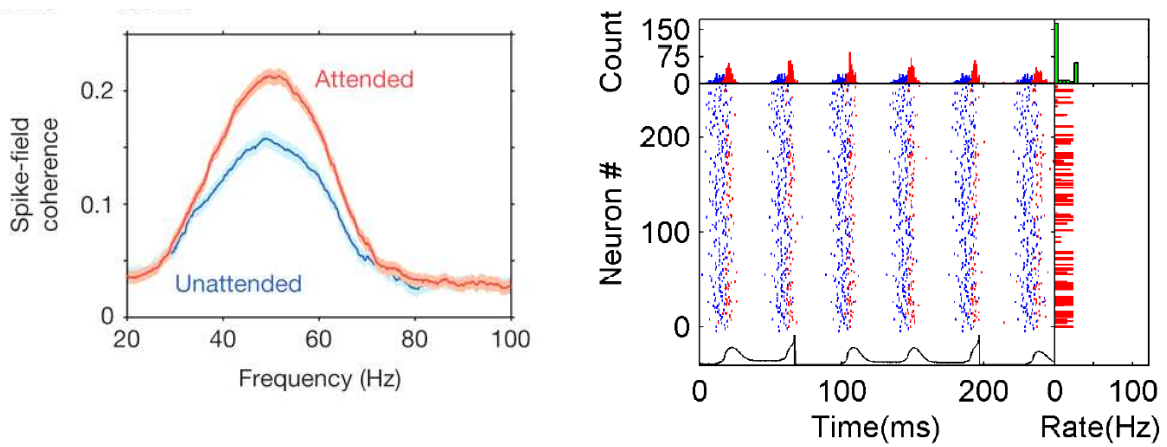 0.2
0.1
0
20
40
60
80
100
Spike-field
coherence
Frequency (Hz)
Attended
Unattended
Count
150
75
0
Neuron #
200
100
0
0
100
200
Time(ms)
0
100
Rate(Hz)